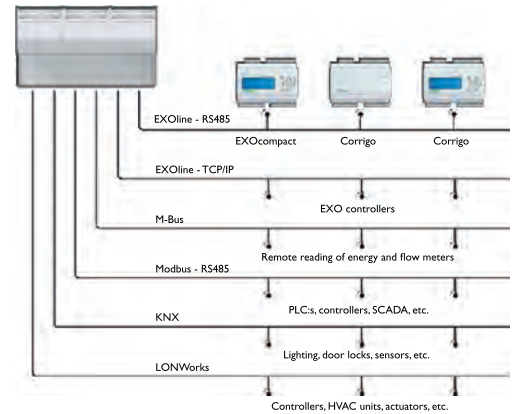 EXOline - RS485
EXOcompact
Corrigo
Corrigo
EXOline - TCP/IP
EXO controllers
M-Bus
Remote reading of energy and flow meters
Modbus - RS485
PLC:s, controllers, SCADA, etc.
KNX
Lighting, door locks, sensors, etc.
LONWorks
Controllers, HVAC units, actuators, etc.